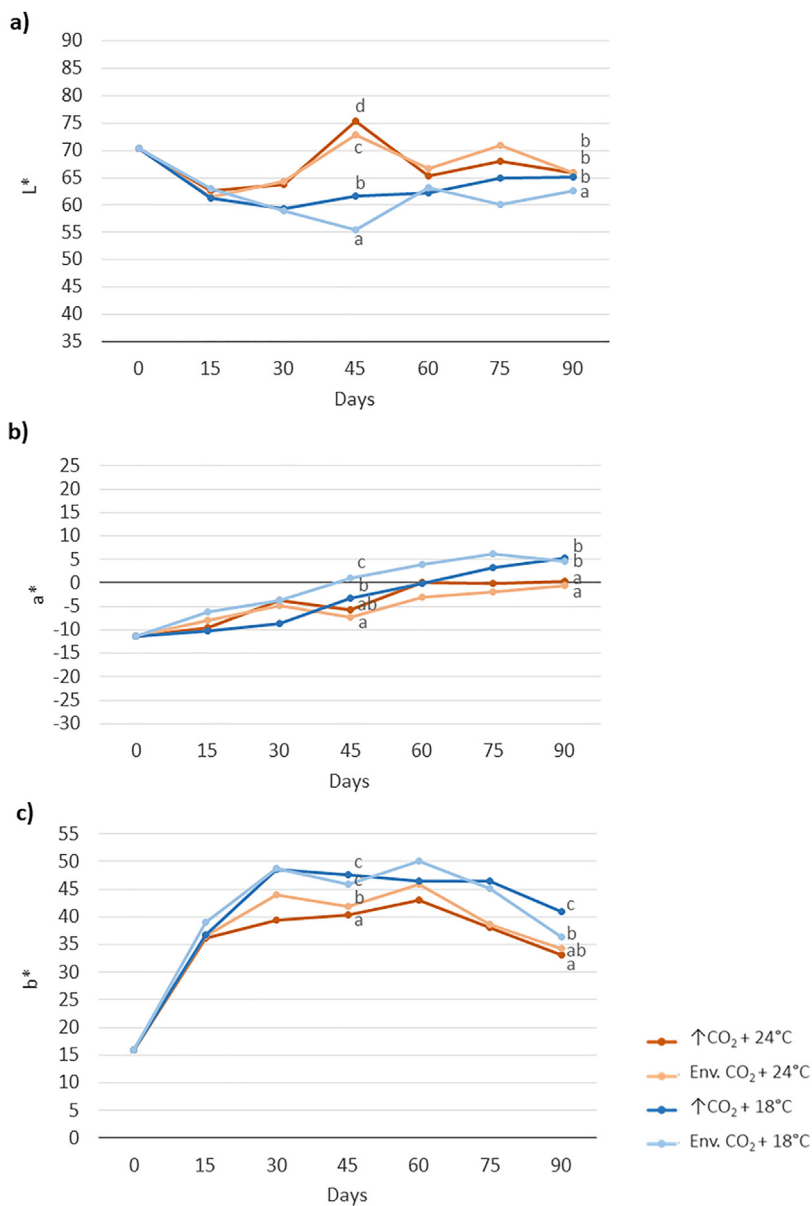 a)
90
85
80
75
70
65
60
55
50
45
40
35
L*
d
c
b
a
b
b
b
a
0 15 30 45 60 75 90
Days
b)
25
20
15
10
5
0
-5
-10
-15
-20
-25
-30
a*
c
b
ab
a
b
b
a
a
0 15 30 45 60 75 90
Days
c)
55
50
45
40
35
30
25
20
15
10
5
0
b*
c
c
b
a
c
b
ab
a
0 15 30 45 60 75 90
Days
↑CO₂ + 24°C
Env. CO₂ + 24°C
↑CO₂ + 18°C
Env. CO₂ + 18°C